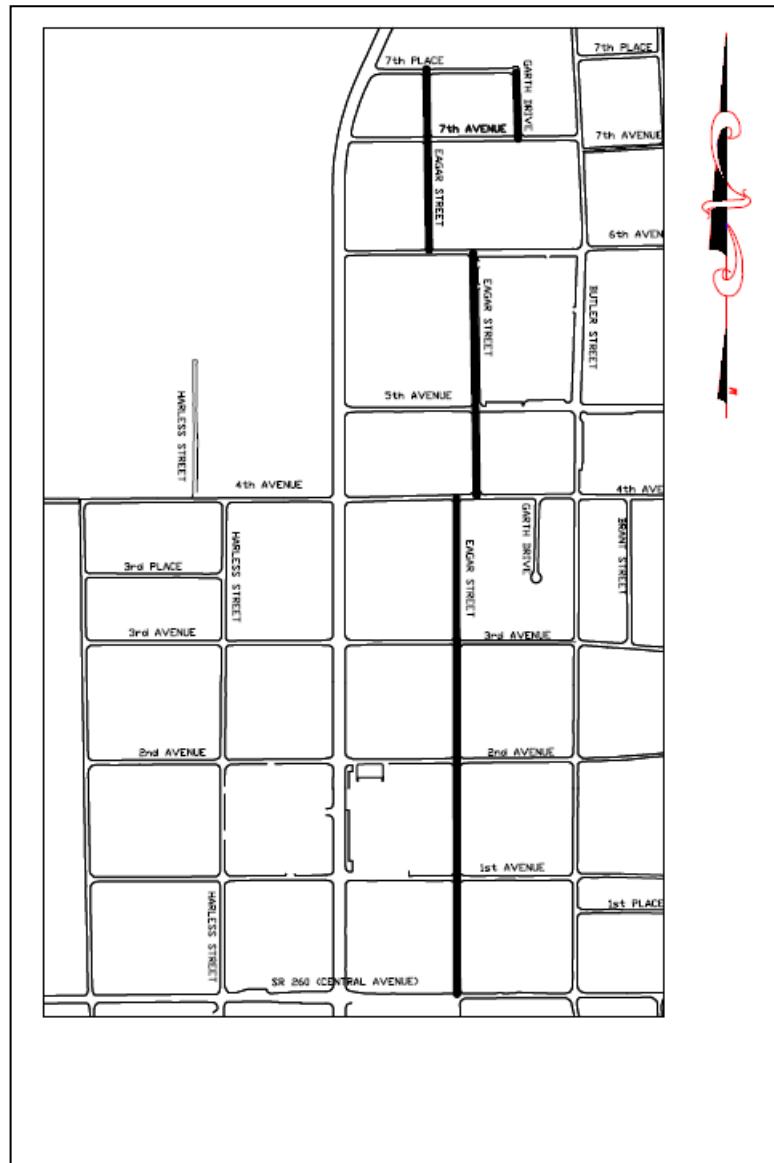 7th PLACE
7th PLACE
GARTH DRIVE
7th AVENUE
7th AVENUE
EAGAR STREET
6th AVEN
EAGAR STREET
BUTLER STREET
5th AVENUE
HARLESS STREET
4th AVENUE
4th AVE
GARTH DRIVE
BRANT STREET
HARLESS STREET
EAGAR STREET
3rd PLACE
3rd AVENUE
3rd AVENUE
2nd AVENUE
2nd AVENUE
1st AVENUE
HARLESS STREET
1st PLACE
SR 260 (CENTRAL AVENUE)